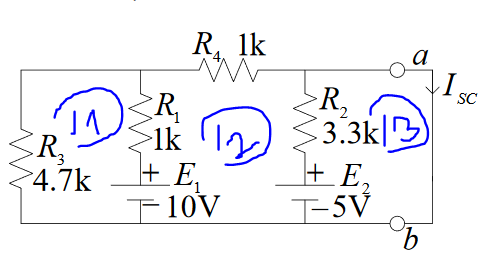 R4 1k
a
I1
R1
1k
I2
R2
3.3k
I3
ISC
R3
4.7k
+ E1
− 10V
+ E2
− 5V
b